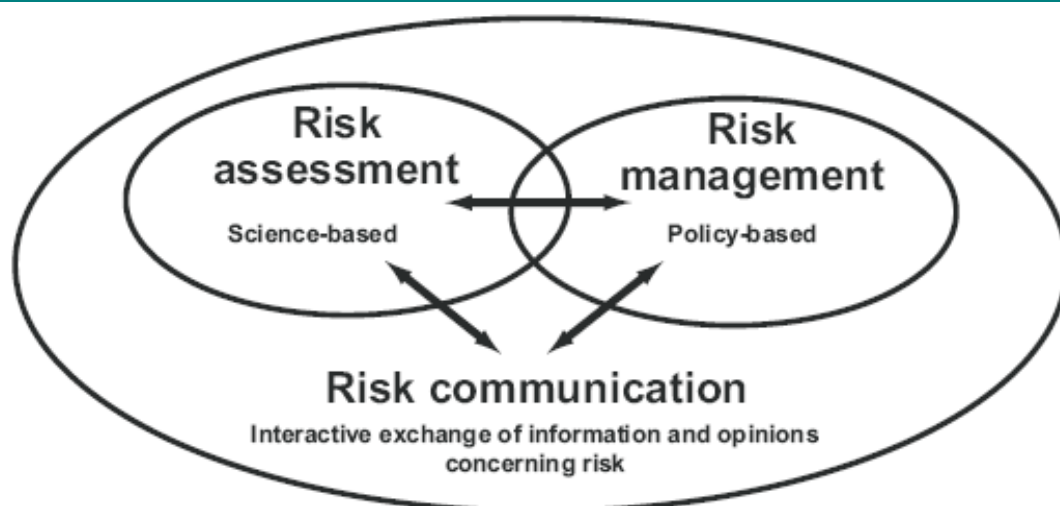 Risk
assessment
Science-based
Risk
management
Policy-based
Risk communication
Interactive exchange of information and opinions
concerning risk